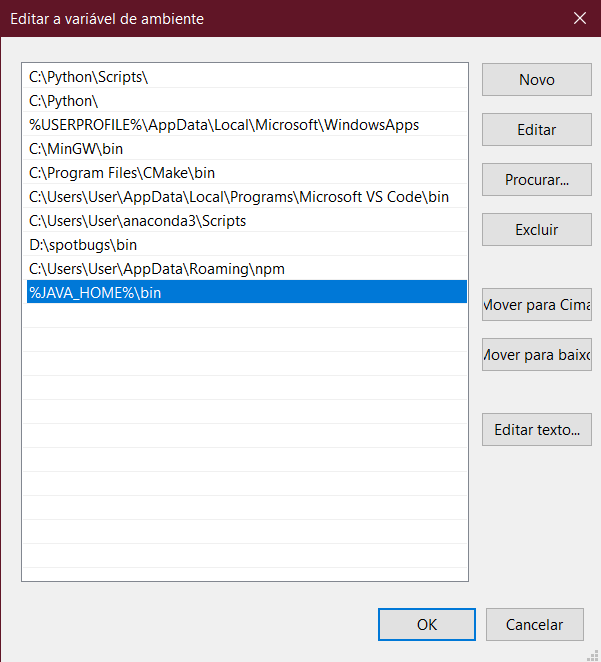 Editar a variável de ambiente
C:\Python\Scripts\
C:\Python\
%USERPROFILE%\AppData\Local\Microsoft\WindowsApps
C:\MinGW\bin
C:\Program Files\CMake\bin
C:\Users\User\AppData\Local\Programs\Microsoft VS Code\bin
C:\Users\User\anaconda3\Scripts
D:\spotbugs\bin
C:\Users\User\AppData\Roaming\npm
%JAVA_HOME%\bin
Novo
Editar
Procurar...
Excluir
Mover para Cima
Mover para baixo
Editar texto...
OK
Cancelar